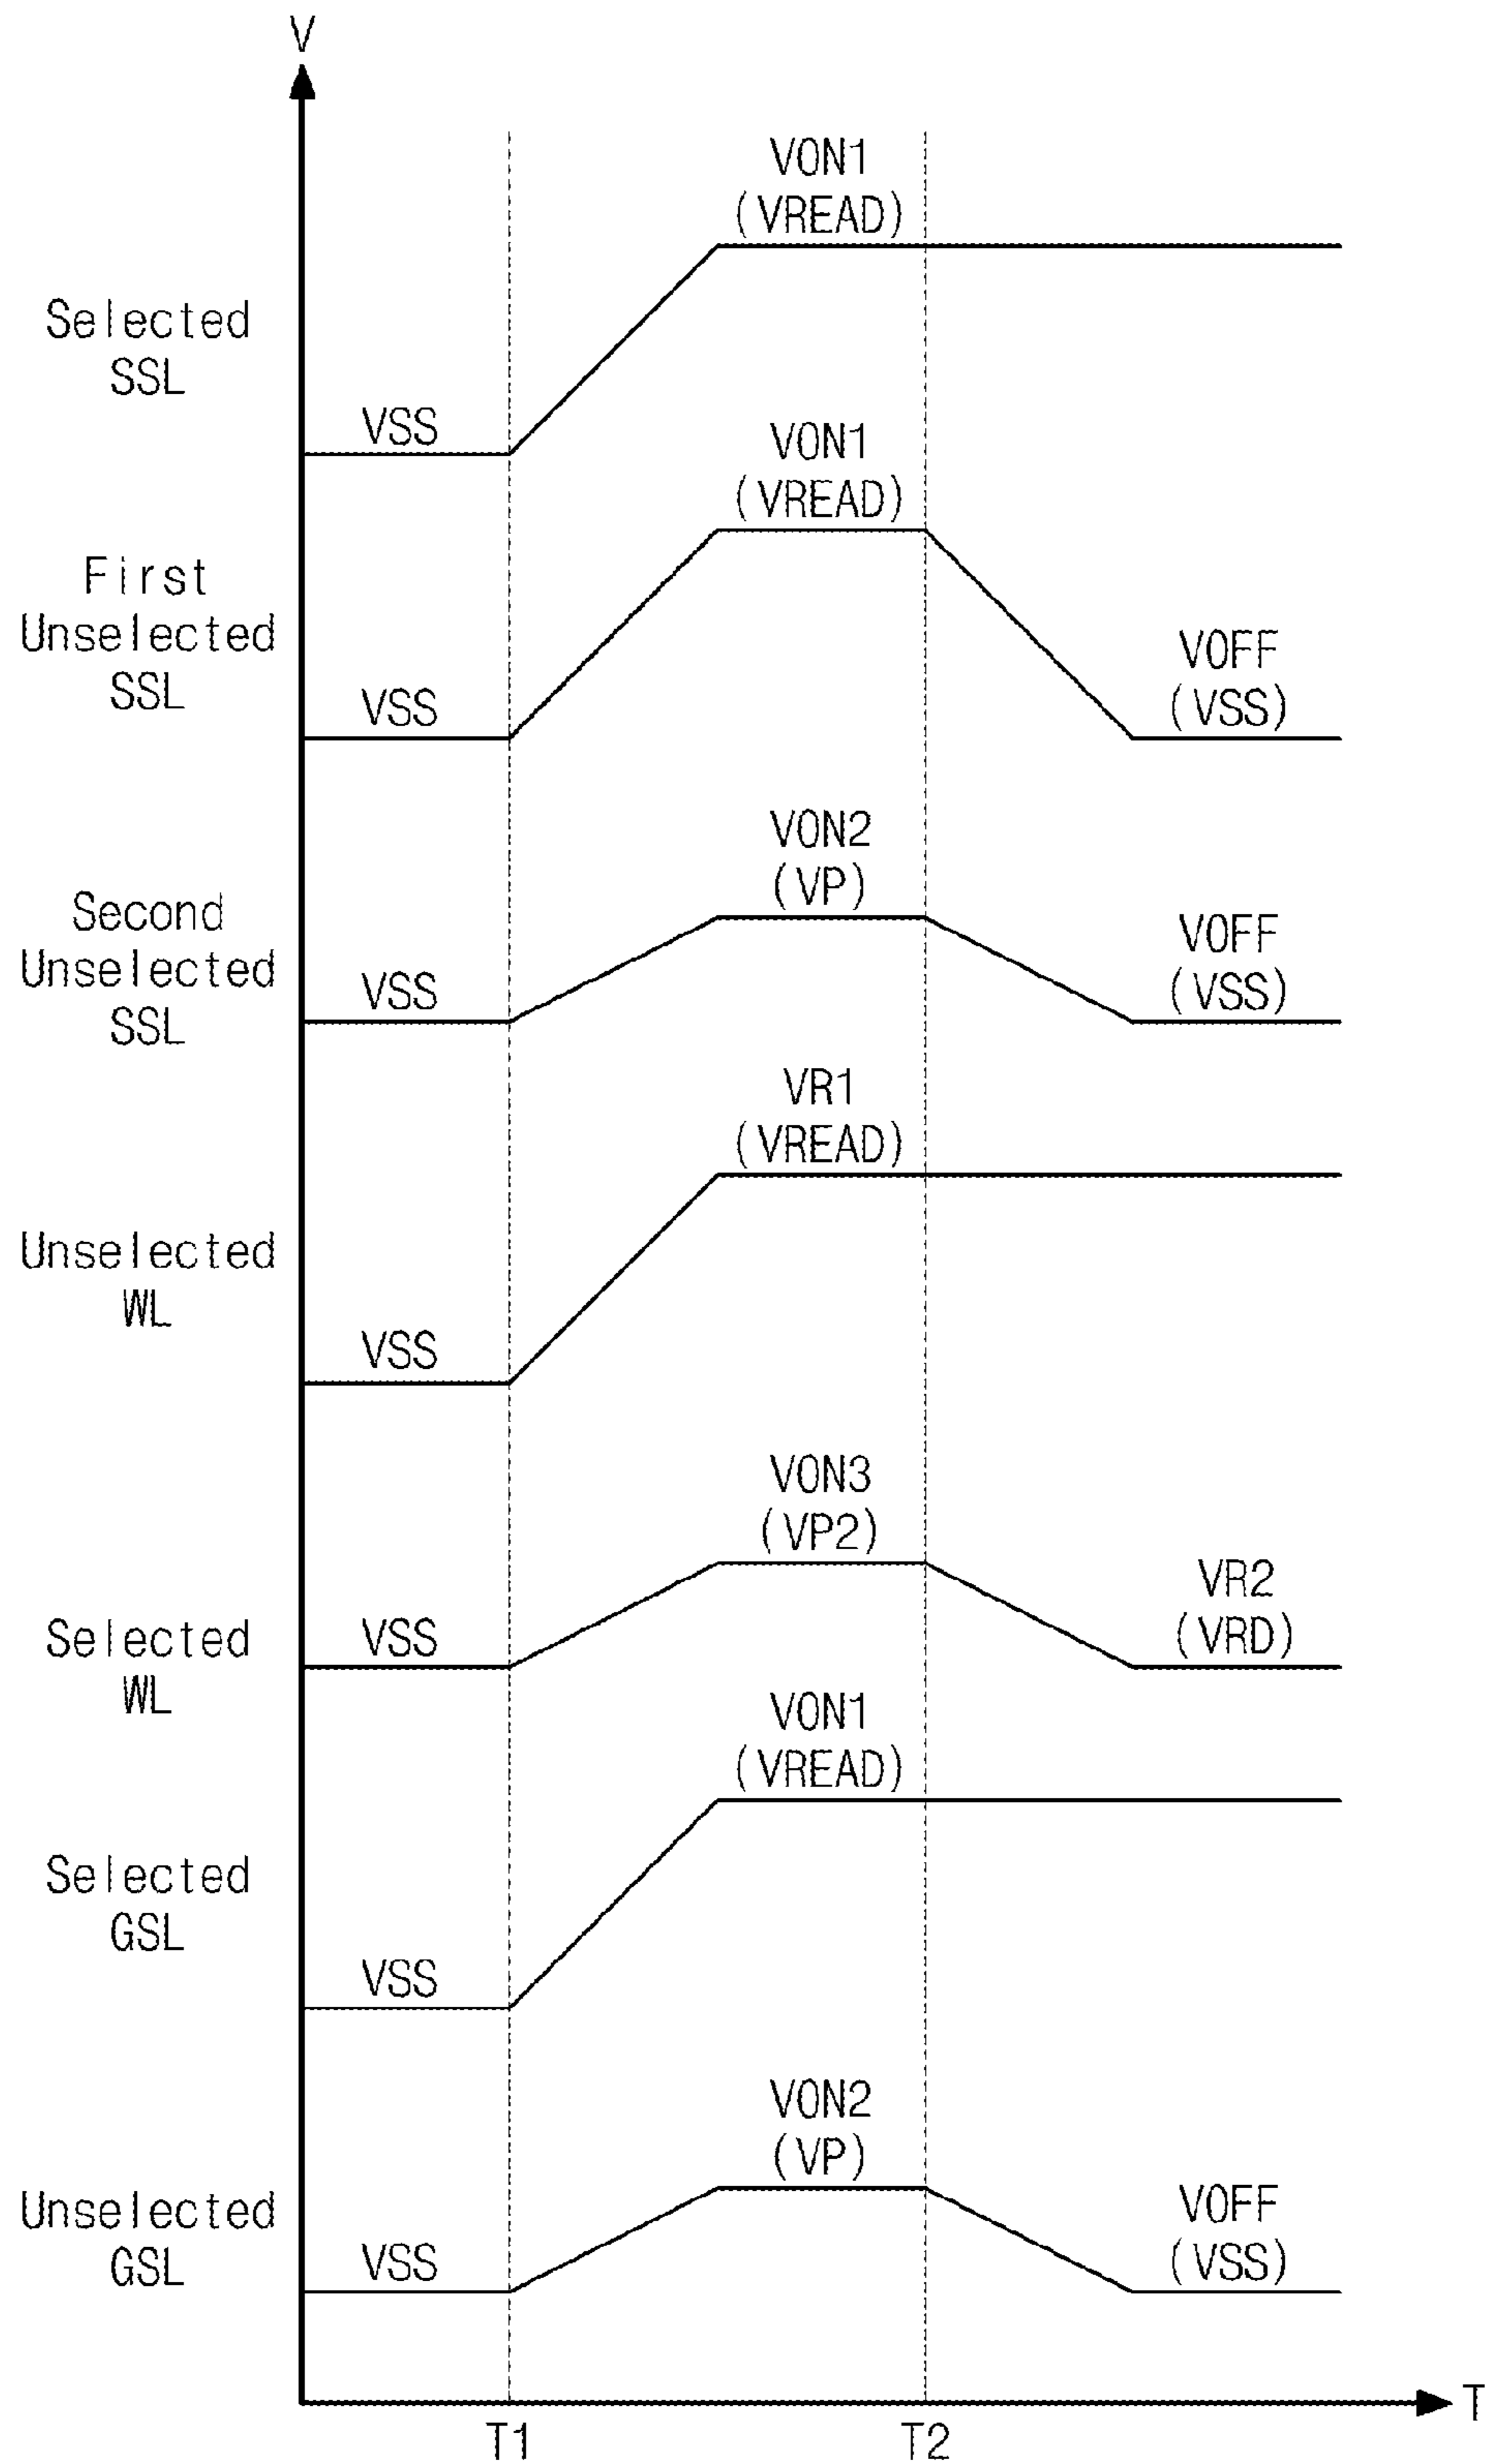 V
VON1
(VREAD)
Selected
SSL
VSS
VON1
(VREAD)
First
Unselected
SSL
VSS
VOFF
(VSS)
VON2
(VP)
Second
Unselected
SSL
VSS
VOFF
(VSS)
VR1
(VREAD)
Unselected
WL
VSS
VON3
(VP2)
Selected
WL
VSS
VR2
(VRD)
VON1
(VREAD)
Selected
GSL
VSS
VON2
(VP)
Unselected
GSL
VSS
VOFF
(VSS)
T
T1
T2